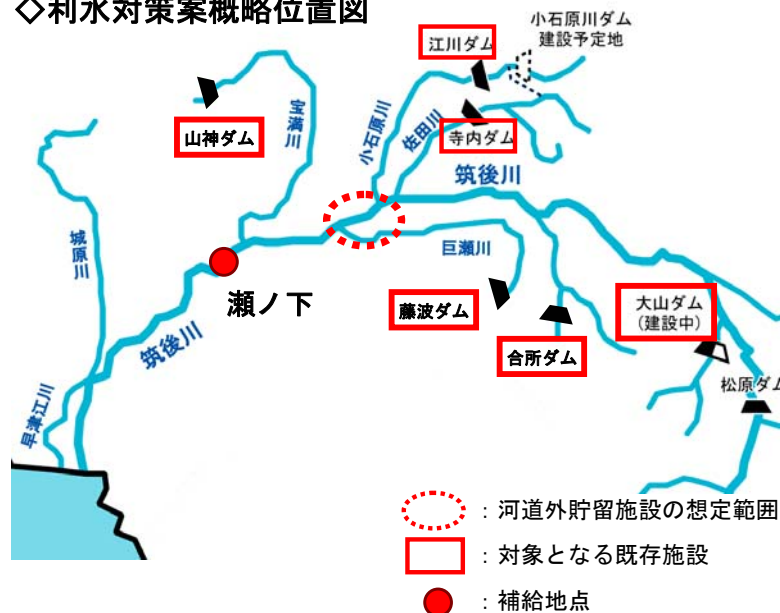 ◇利水対策案概略位置図
小石原川ダム
建設予定地
江川ダム
山神ダム
宝満川
小石原川
佐田川
寺内ダム
筑後川
城原川
巨瀬川
瀬ノ下
藤波ダム
合所ダム
大山ダム
(建設中)
松原ダム
筑後川
早津江川
：河道外貯留施設の想定範囲
：対象となる既存施設
：補給地点